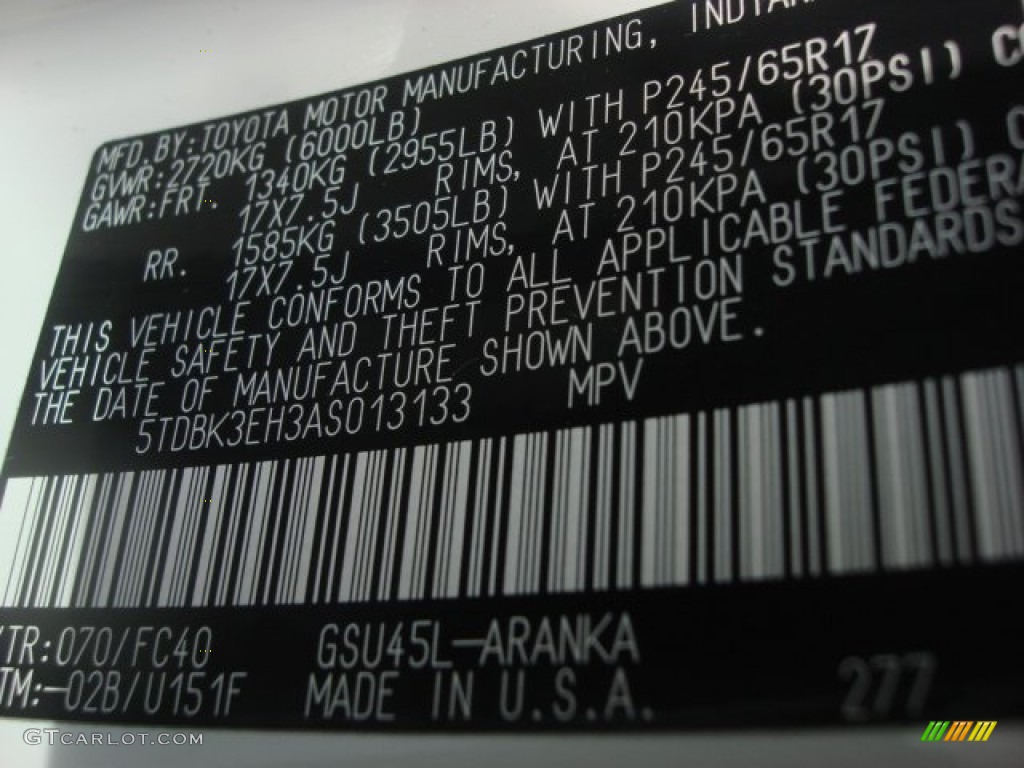 MFD.BY:TOYOTA MOTOR MANUFACTURING,
GVWR:2720KG (6000LB)
GAWR:FRT. 1340KG (2955LB) WITH P245/65R17
17X7.5J RIMS, AT 210KPA (30PSI)
RR. 1585KG (3505LB) WITH P245/65R17
17X7.5J RIMS, AT 210KPA (30PSI)
THIS VEHICLE CONFORMS TO ALL APPLICABLE
VEHICLE SAFETY AND THEFT PREVENTION STANDARDS
THE DATE OF MANUFACTURE SHOWN ABOVE.
5TDBK3EH3AS013133 MPV
/TR:070/FC40 GSU45L-ARANKA
TM:-02B/U151F MADE IN U.S.A. 277
GTCARLOT.COM